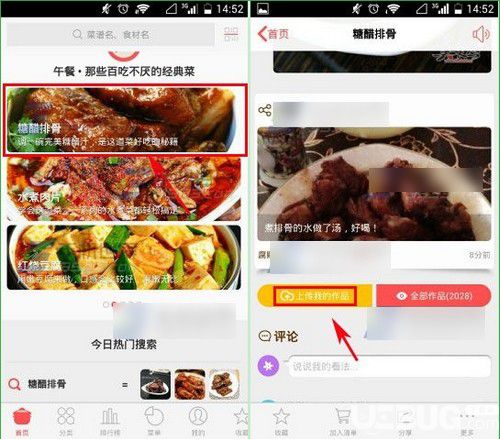 14:52
菜谱名、食材名
午餐·那些百吃不厌的经典菜
糖醋排骨
调一碗完美糖醋汁，是这道菜好吃的秘籍
水煮肉片
红烧豆腐
今日热门搜索
糖醋排骨
=
首页
分类
排行榜
菜单
收藏
14:52
首页
糖醋排骨
煮排骨的水做了汤，好喝！
8分前
上传我的作品
全部作品(2028)
评论
说说我的看法...
收藏
加入清单
分享
更多